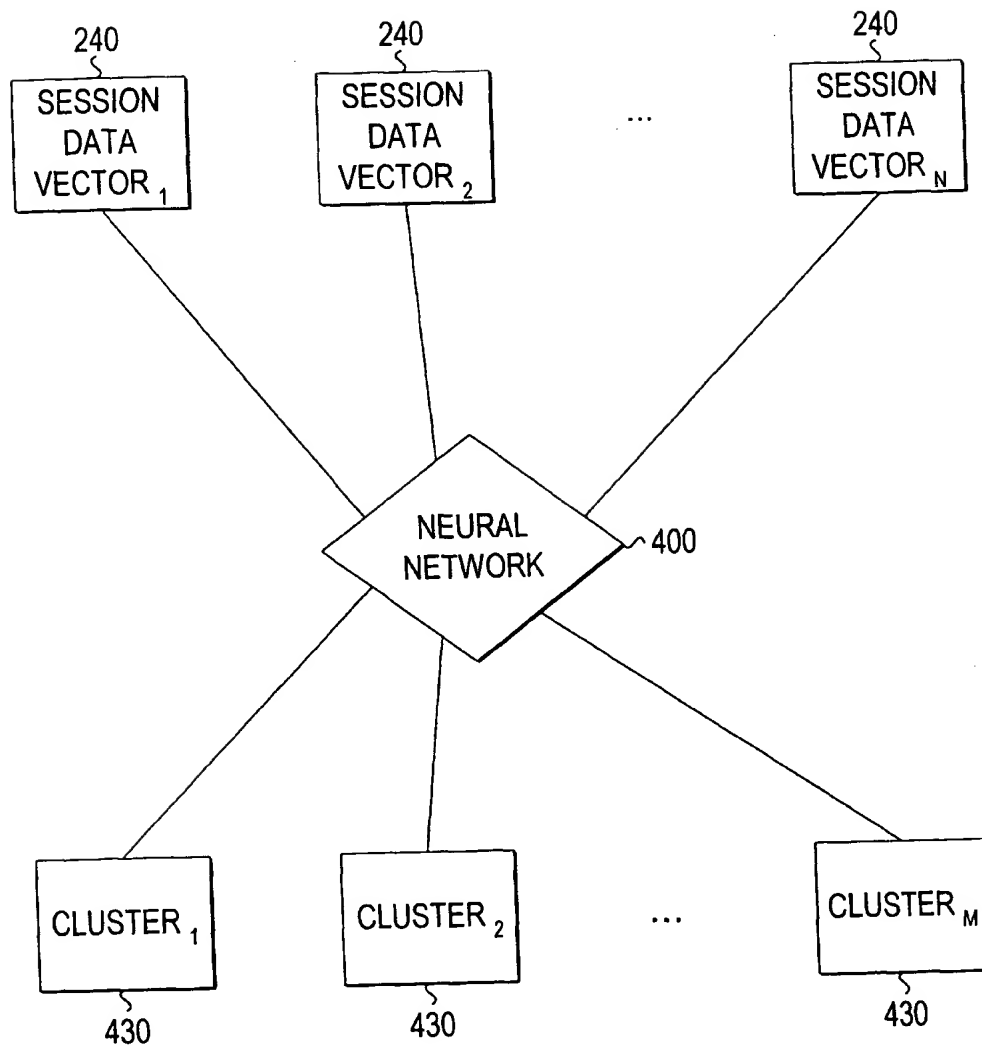 240
240
240
SESSION
DATA
VECTOR 1
SESSION
DATA
VECTOR 2
...
SESSION
DATA
VECTOR N
NEURAL
NETWORK
400
CLUSTER 1
CLUSTER 2
...
CLUSTER M
430
430
430